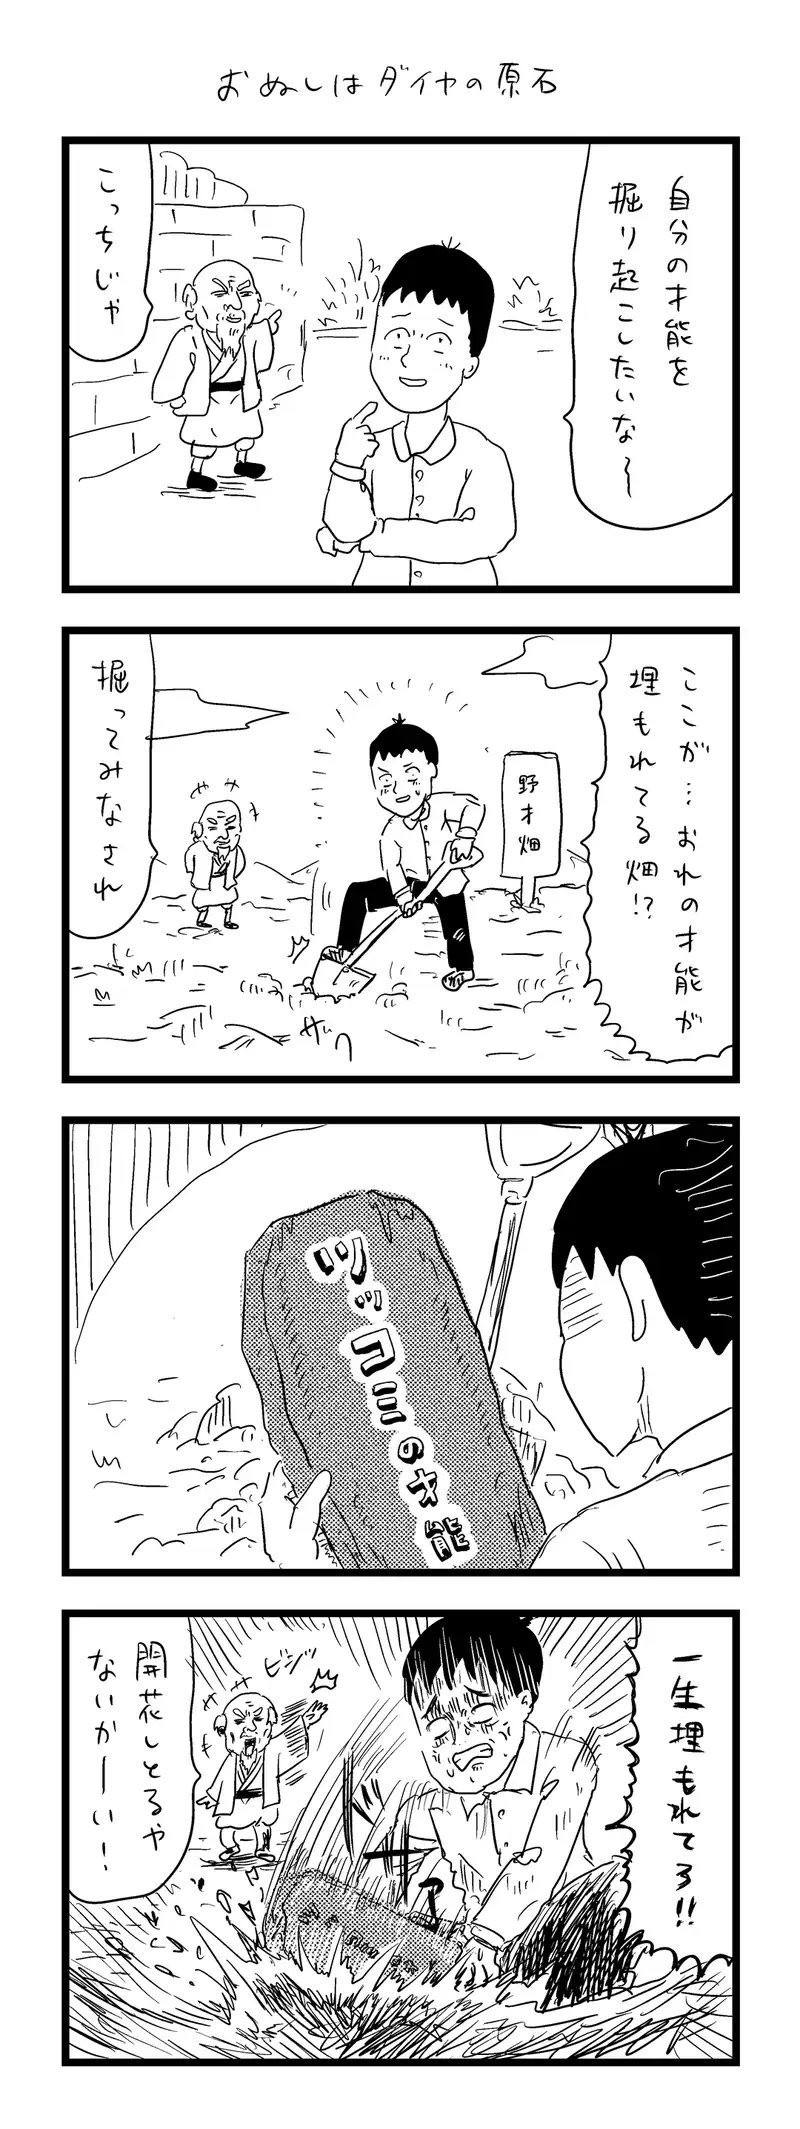 おぬしはダイヤの原石
自分の才能を
掘り起こしたいな〜
こっちじゃ
ここが…おれの才能が
埋もれてる畑!?
野才畑
掘ってみなされ
ザクッ
ツッコミの才能
一生埋もれてろ!!
ビシッ
開花しとるや
ないかーい!